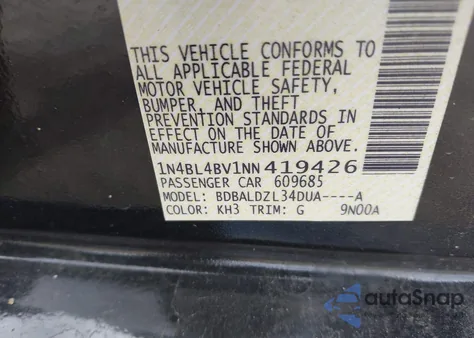 THIS VEHICLE CONFORMS TO
ALL APPLICABLE FEDERAL
MOTOR VEHICLE SAFETY,
BUMPER, AND THEFT
PREVENTION STANDARDS IN
EFFECT ON THE DATE OF
MANUFACTURE SHOWN ABOVE.
1N4BL4BV1NN419426
PASSENGER CAR 609685
MODEL: BDBALDZL34DUA----A
COLOR: KH3 TRIM: G 9N00A
autoSnap